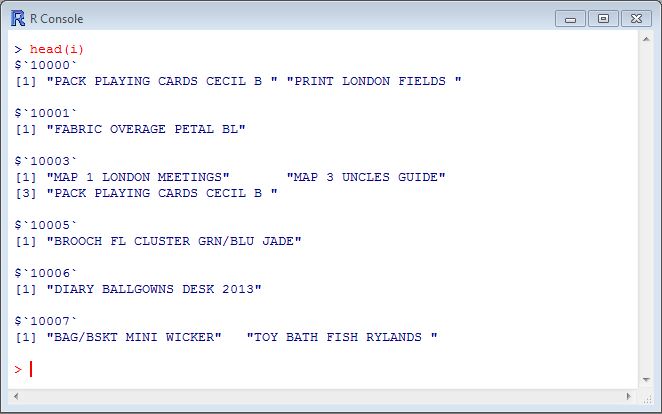 R Console
> head(i)
$`10000`
[1] "PACK PLAYING CARDS CECIL B " "PRINT LONDON FIELDS "
$`10001`
[1] "FABRIC OVERAGE PETAL BL"
$`10003`
[1] "MAP 1 LONDON MEETINGS"       "MAP 3 UNCLES GUIDE"
[3] "PACK PLAYING CARDS CECIL B "
$`10005`
[1] "BROOCH FL CLUSTER GRN/BLU JADE"
$`10006`
[1] "DIARY BALLGOWNS DESK 2013"
$`10007`
[1] "BAG/BSKT MINI WICKER"   "TOY BATH FISH RYLANDS "
>